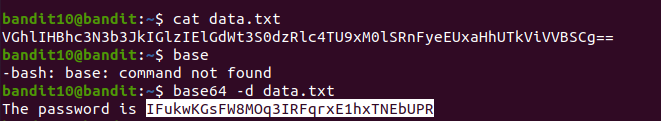 bandit10@bandit:~$ cat data.txt
VGhlIHBhc3N3b3JkIGlzIElGdWt3S0dzRlc4TU9xM0lSRnFyeEUxaHhUTkViVVBSCg==
bandit10@bandit:~$ base
-bash: base: command not found
bandit10@bandit:~$ base64 -d data.txt
The password is IFukwKGsFW8MOq3IRFqrxE1hxTNEbUPR